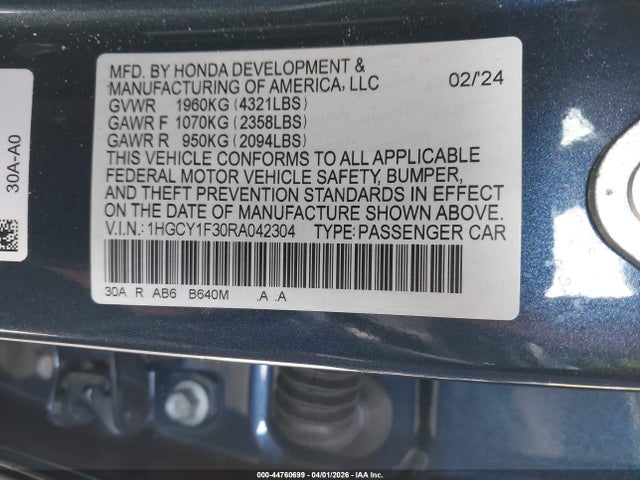 30A-A0
MFD. BY HONDA DEVELOPMENT &
MANUFACTURING OF AMERICA, LLC 02/24
GVWR 1960KG (4321LBS)
GAWR F 1070KG (2358LBS)
GAWR R 950KG (2094LBS)
THIS VEHICLE CONFORMS TO ALL APPLICABLE
FEDERAL MOTOR VEHICLE SAFETY, BUMPER,
AND THEFT PREVENTION STANDARDS IN EFFECT
ON THE DATE OF MANUFACTURE SHOWN ABOVE.
V.I.N.: 1HGCY1F30RA042304 TYPE: PASSENGER CAR
30A R AB6 B640M .A .A
000-44760699 - 04/01/2026 - © IAA Inc.